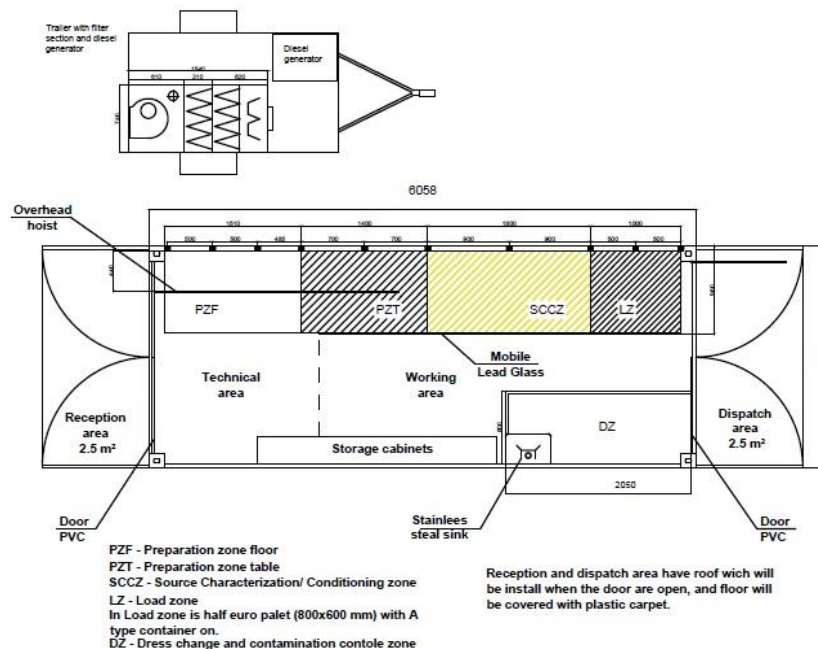 Trailer with filter
section and diesel
generator
Diesel
generator
1540
610
310
620
740
6058
Overhead
hoist
1510
1400
1800
1000
500
500
485
700
700
900
900
500
500
PZF
PZT
SCCZ
LZ
Mobile
Lead Glass
Technical
area
Working
area
Reception
area
2.5 m²
Dispatch
area
2.5 m²
DZ
800
Storage cabinets
2050
Door
PVC
Stainlees
steal sink
Door
PVC
PZF - Preparation zone floor
PZT - Preparation zone table
SCCZ - Source Characterization/ Conditioning zone
LZ - Load zone
In Load zone is half euro palet (800x600 mm) with A
type container on.
DZ - Dress change and contamination contole zone
Reception and dispatch area have roof wich will
be install when the door are open, and floor will
be covered with plastic carpet.